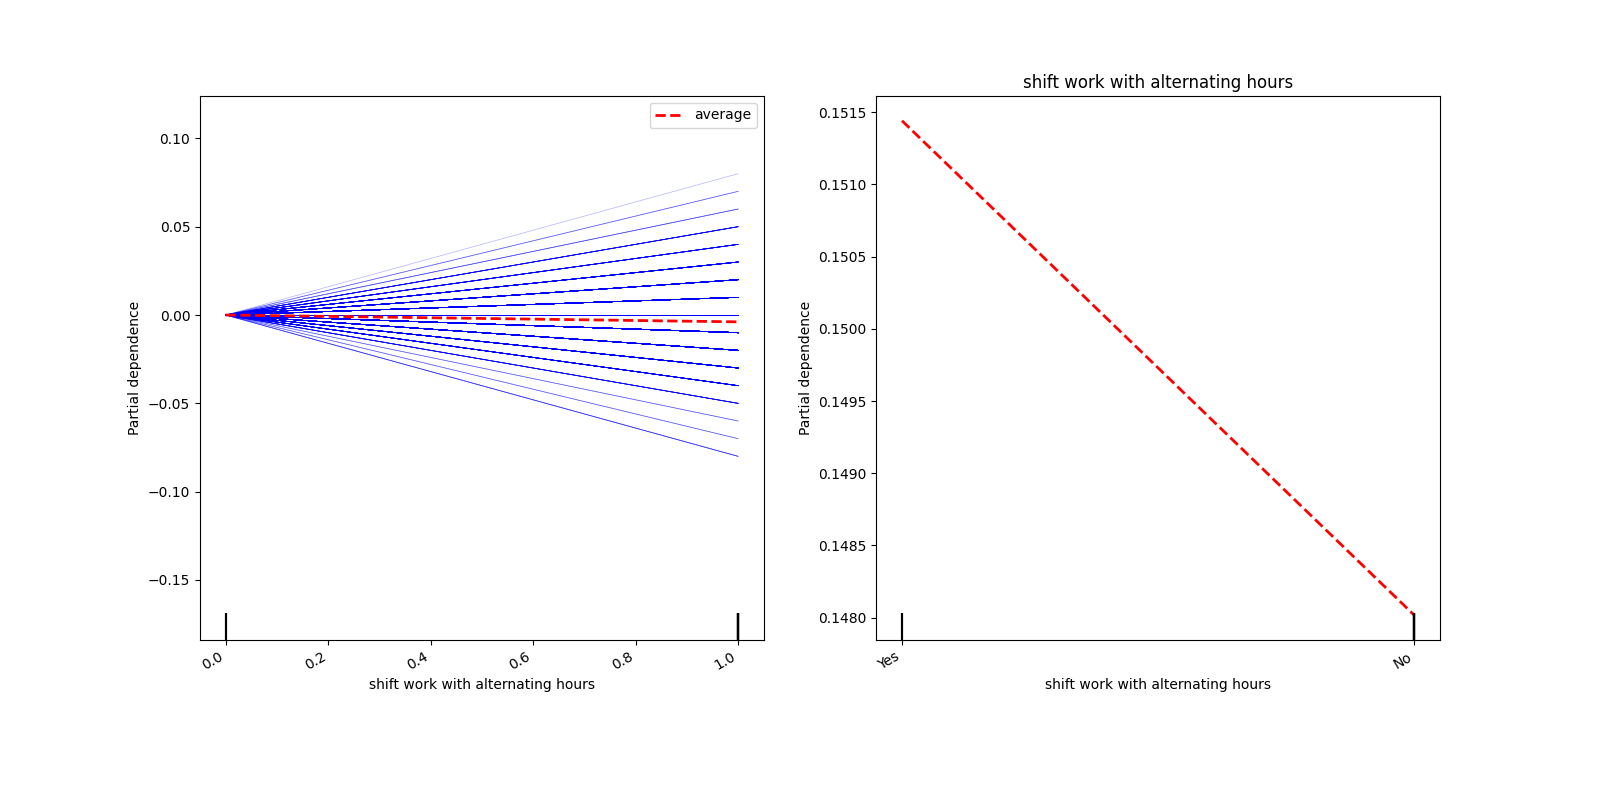 average
0.10
0.05
0.00
−0.05
−0.10
−0.15
Partial dependence
0.0
0.2
0.4
0.6
0.8
1.0
shift work with alternating hours
shift work with alternating hours
0.1515
0.1510
0.1505
0.1500
0.1495
0.1490
0.1485
0.1480
Partial dependence
Yes
No
shift work with alternating hours